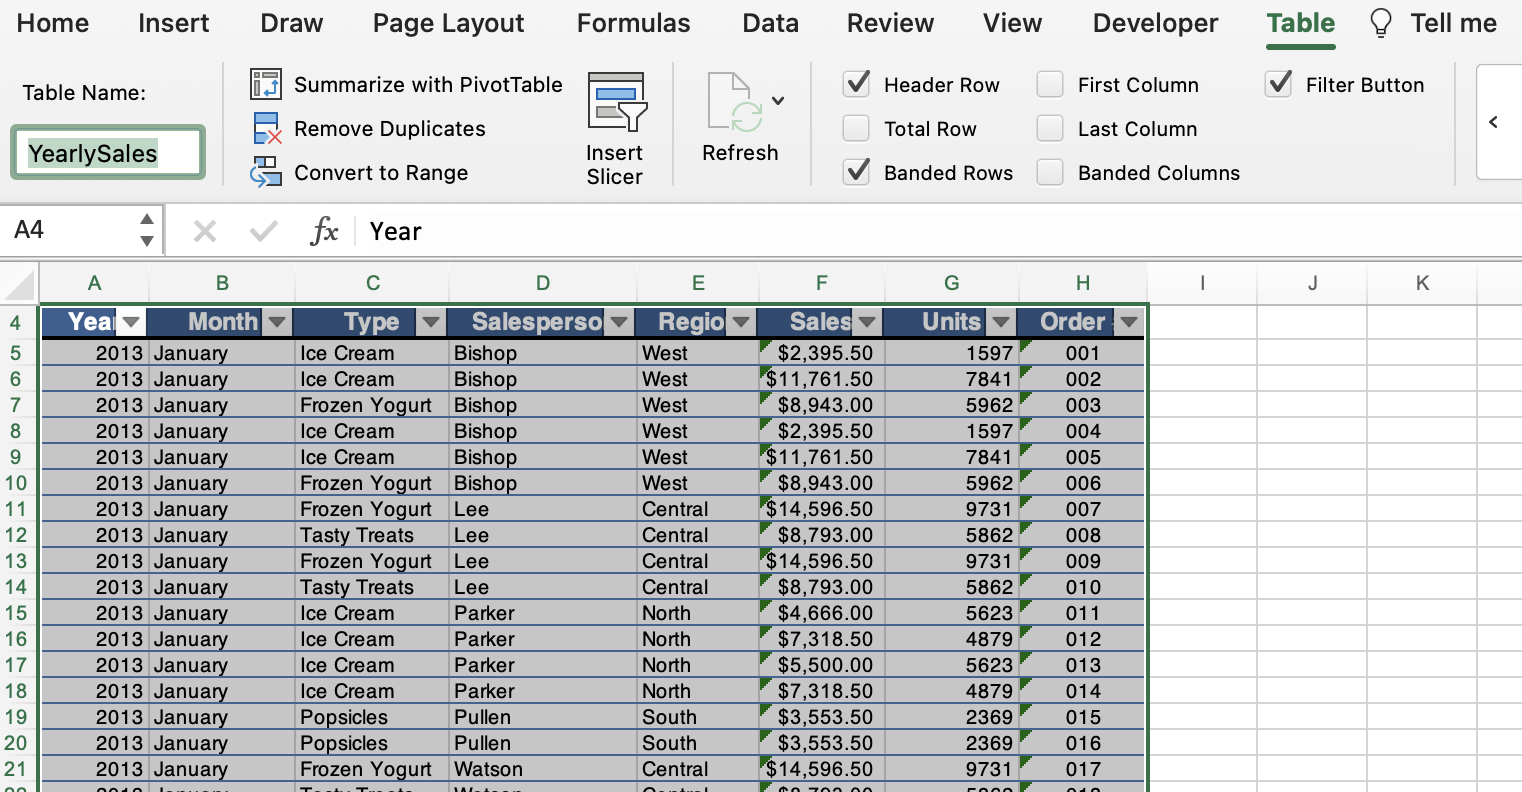 Home Insert Draw Page Layout Formulas Data Review View Developer Table Tell me
Table Name:
YearlySales
Summarize with PivotTable
Remove Duplicates
Convert to Range
Insert
Slicer
Refresh
Header Row
Total Row
Banded Rows
First Column
Last Column
Banded Columns
Filter Button
A4 fx Year
A B C D E F G H I J K
4 Yea Month Type Salesperso Regio Sales Units Order
5 2013 January Ice Cream Bishop West $2,395.50 1597 001
6 2013 January Ice Cream Bishop West $11,761.50 7841 002
7 2013 January Frozen Yogurt Bishop West $8,943.00 5962 003
8 2013 January Ice Cream Bishop West $2,395.50 1597 004
9 2013 January Ice Cream Bishop West $11,761.50 7841 005
10 2013 January Frozen Yogurt Bishop West $8,943.00 5962 006
11 2013 January Frozen Yogurt Lee Central $14,596.50 9731 007
12 2013 January Tasty Treats Lee Central $8,793.00 5862 008
13 2013 January Frozen Yogurt Lee Central $14,596.50 9731 009
14 2013 January Tasty Treats Lee Central $8,793.00 5862 010
15 2013 January Ice Cream Parker North $4,666.00 5623 011
16 2013 January Ice Cream Parker North $7,318.50 4879 012
17 2013 January Ice Cream Parker North $5,500.00 5623 013
18 2013 January Ice Cream Parker North $7,318.50 4879 014
19 2013 January Popsicles Pullen South $3,553.50 2369 015
20 2013 January Popsicles Pullen South $3,553.50 2369 016
21 2013 January Frozen Yogurt Watson Central $14,596.50 9731 017